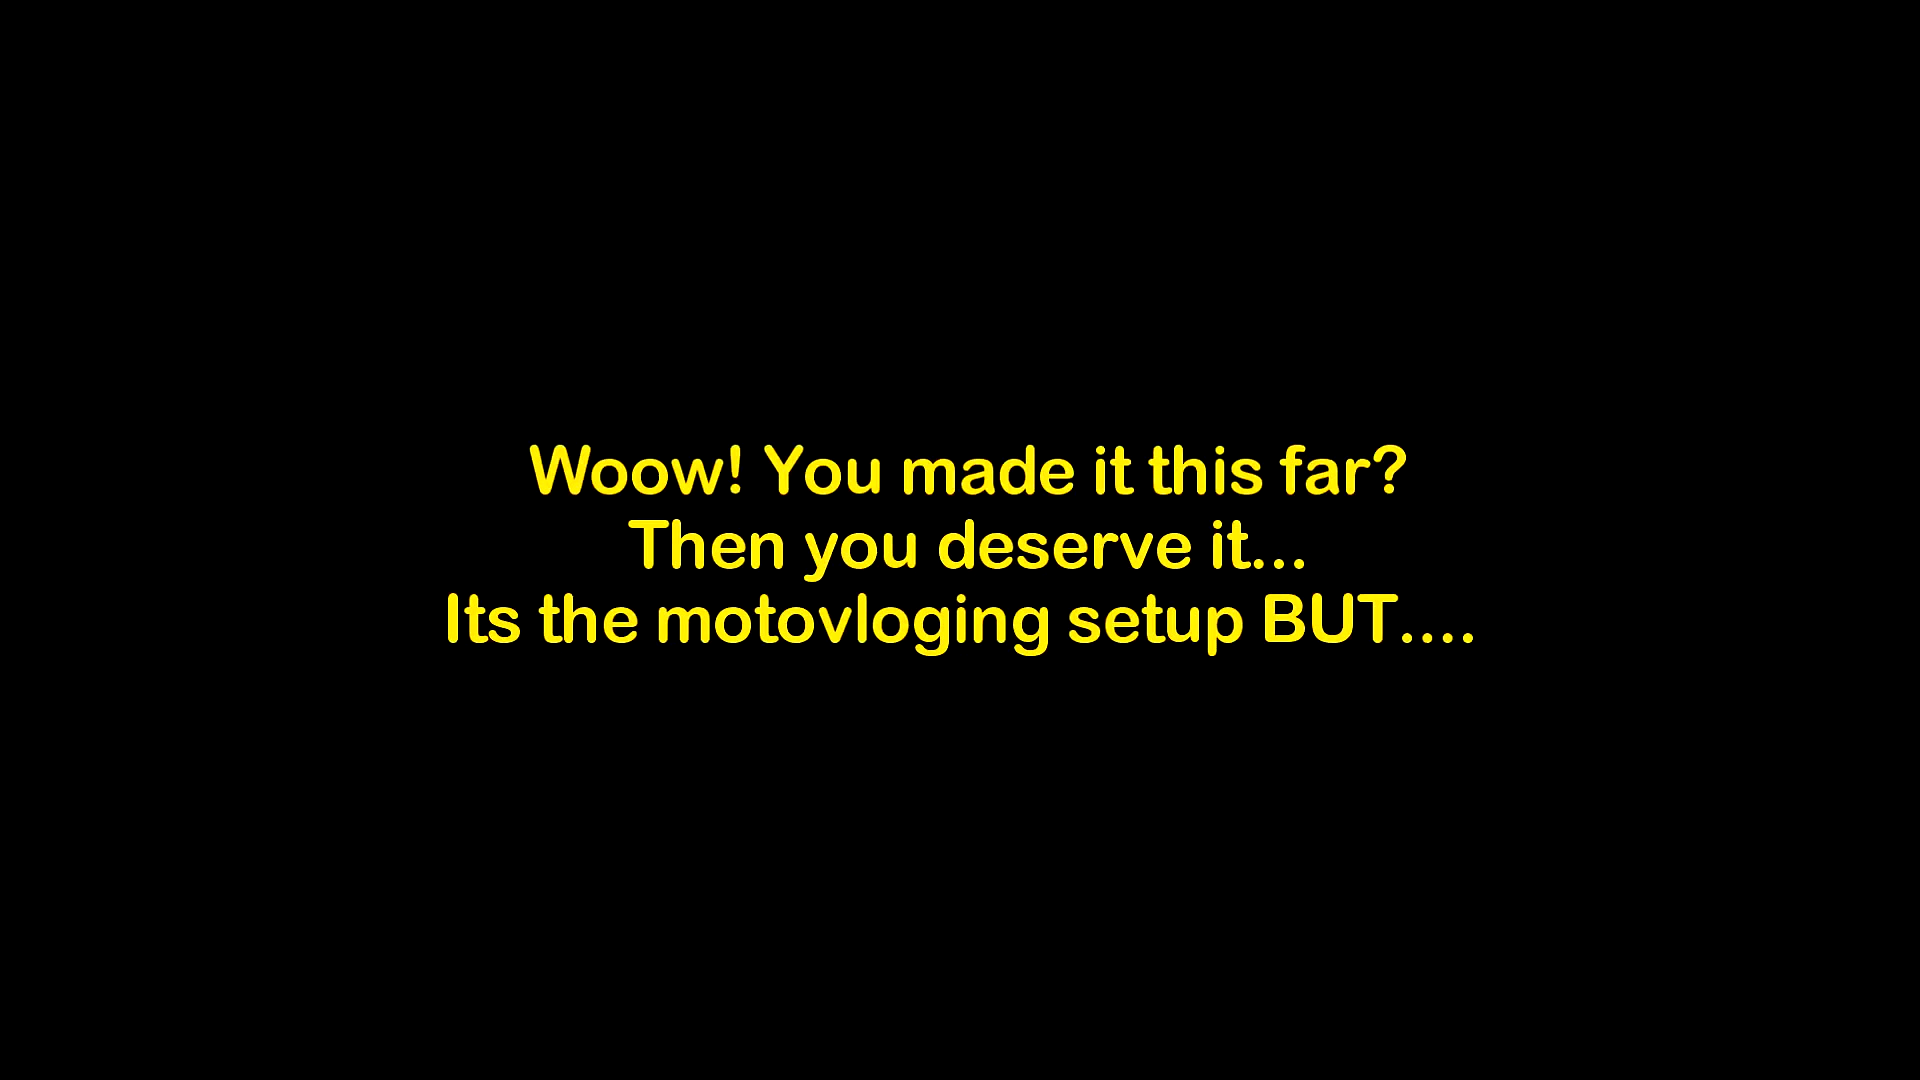 Woow! You made it this far?
Then you deserve it...
Its the motovloging setup BUT....